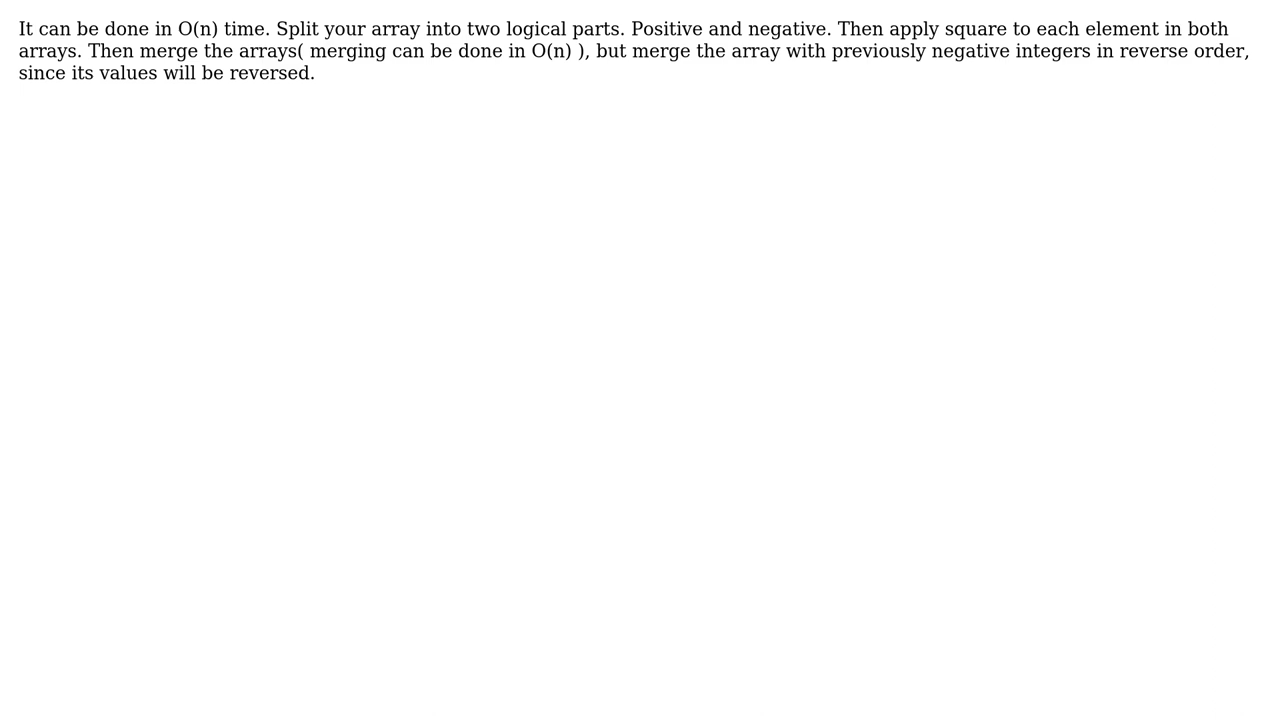 It can be done in O(n) time. Split your array into two logical parts. Positive and negative. Then apply square to each element in both
arrays. Then merge the arrays( merging can be done in O(n) ), but merge the array with previously negative integers in reverse order,
since its values will be reversed.